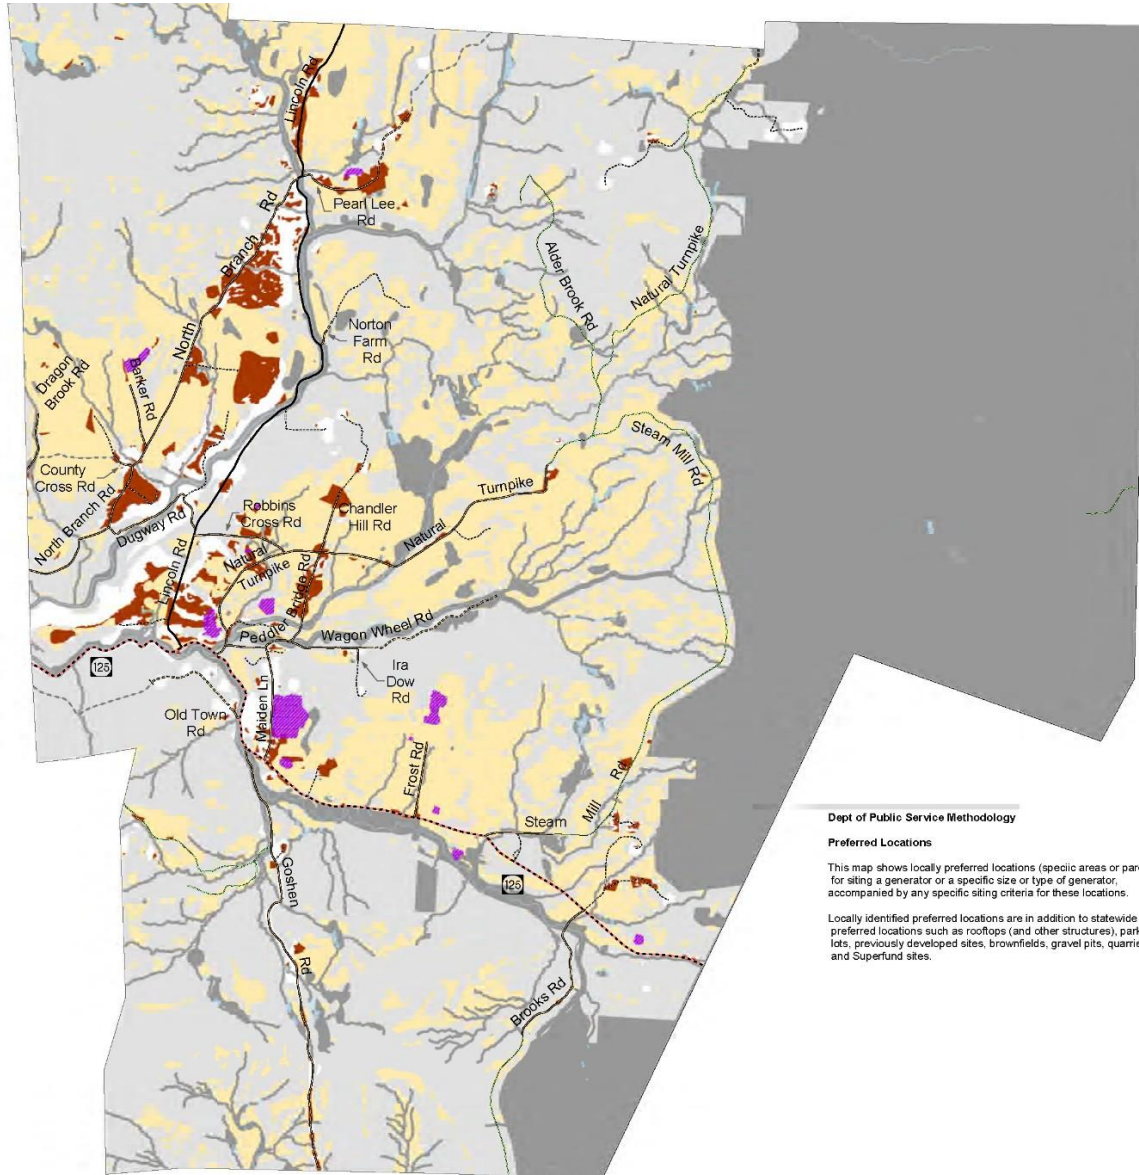 Lincoln Rd
Pearl Lee
Rd
North Branch Rd
Alder Brook Rd
Natural Turnpike
Norton
Farm
Rd
Dragon
Brook Rd
Barker Rd
Steam Mill Rd
County
Cross Rd
North Branch Rd
Dugway Rd
Robbins
Cross Rd
Chandler
Hill Rd
Natural Turnpike
Lincoln Rd
Natural
Turnpike
Peddler Bridge Rd
Wagon Wheel Rd
125
Ira
Dow
Rd
Old Town
Rd
Maiden Ln
Frost Rd
Steam Mill Rd
Goshen Rd
125
Brooks Rd
Dept of Public Service Methodology
Preferred Locations
This map shows locally preferred locations (speciic areas or par
for siting a generator or a specific size or type of generator,
accompanied by any specific siting criteria for these locations.
Locally identified preferred locations are in addition to statewide
preferred locations such as rooftops (and other structures), park
lots, previously developed sites, brownfields, gravel pits, quarrie
and Superfund sites.